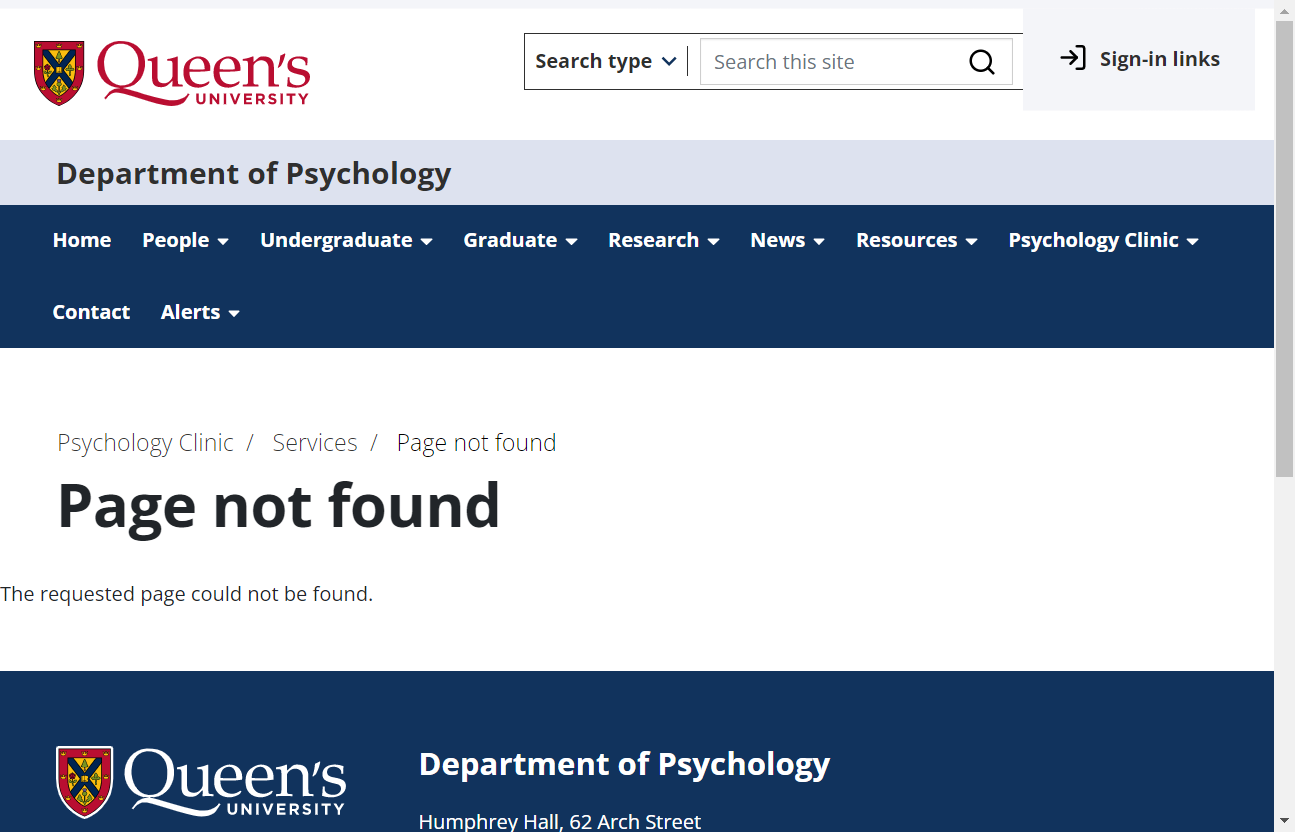 Queen's
UNIVERSITY
Search type
Search this site
Sign-in links
Department of Psychology
Home People Undergraduate Graduate Research News Resources Psychology Clinic
Contact Alerts
Psychology Clinic / Services / Page not found
Page not found
The requested page could not be found.
Queen's
UNIVERSITY
Department of Psychology
Humphrey Hall, 62 Arch Street